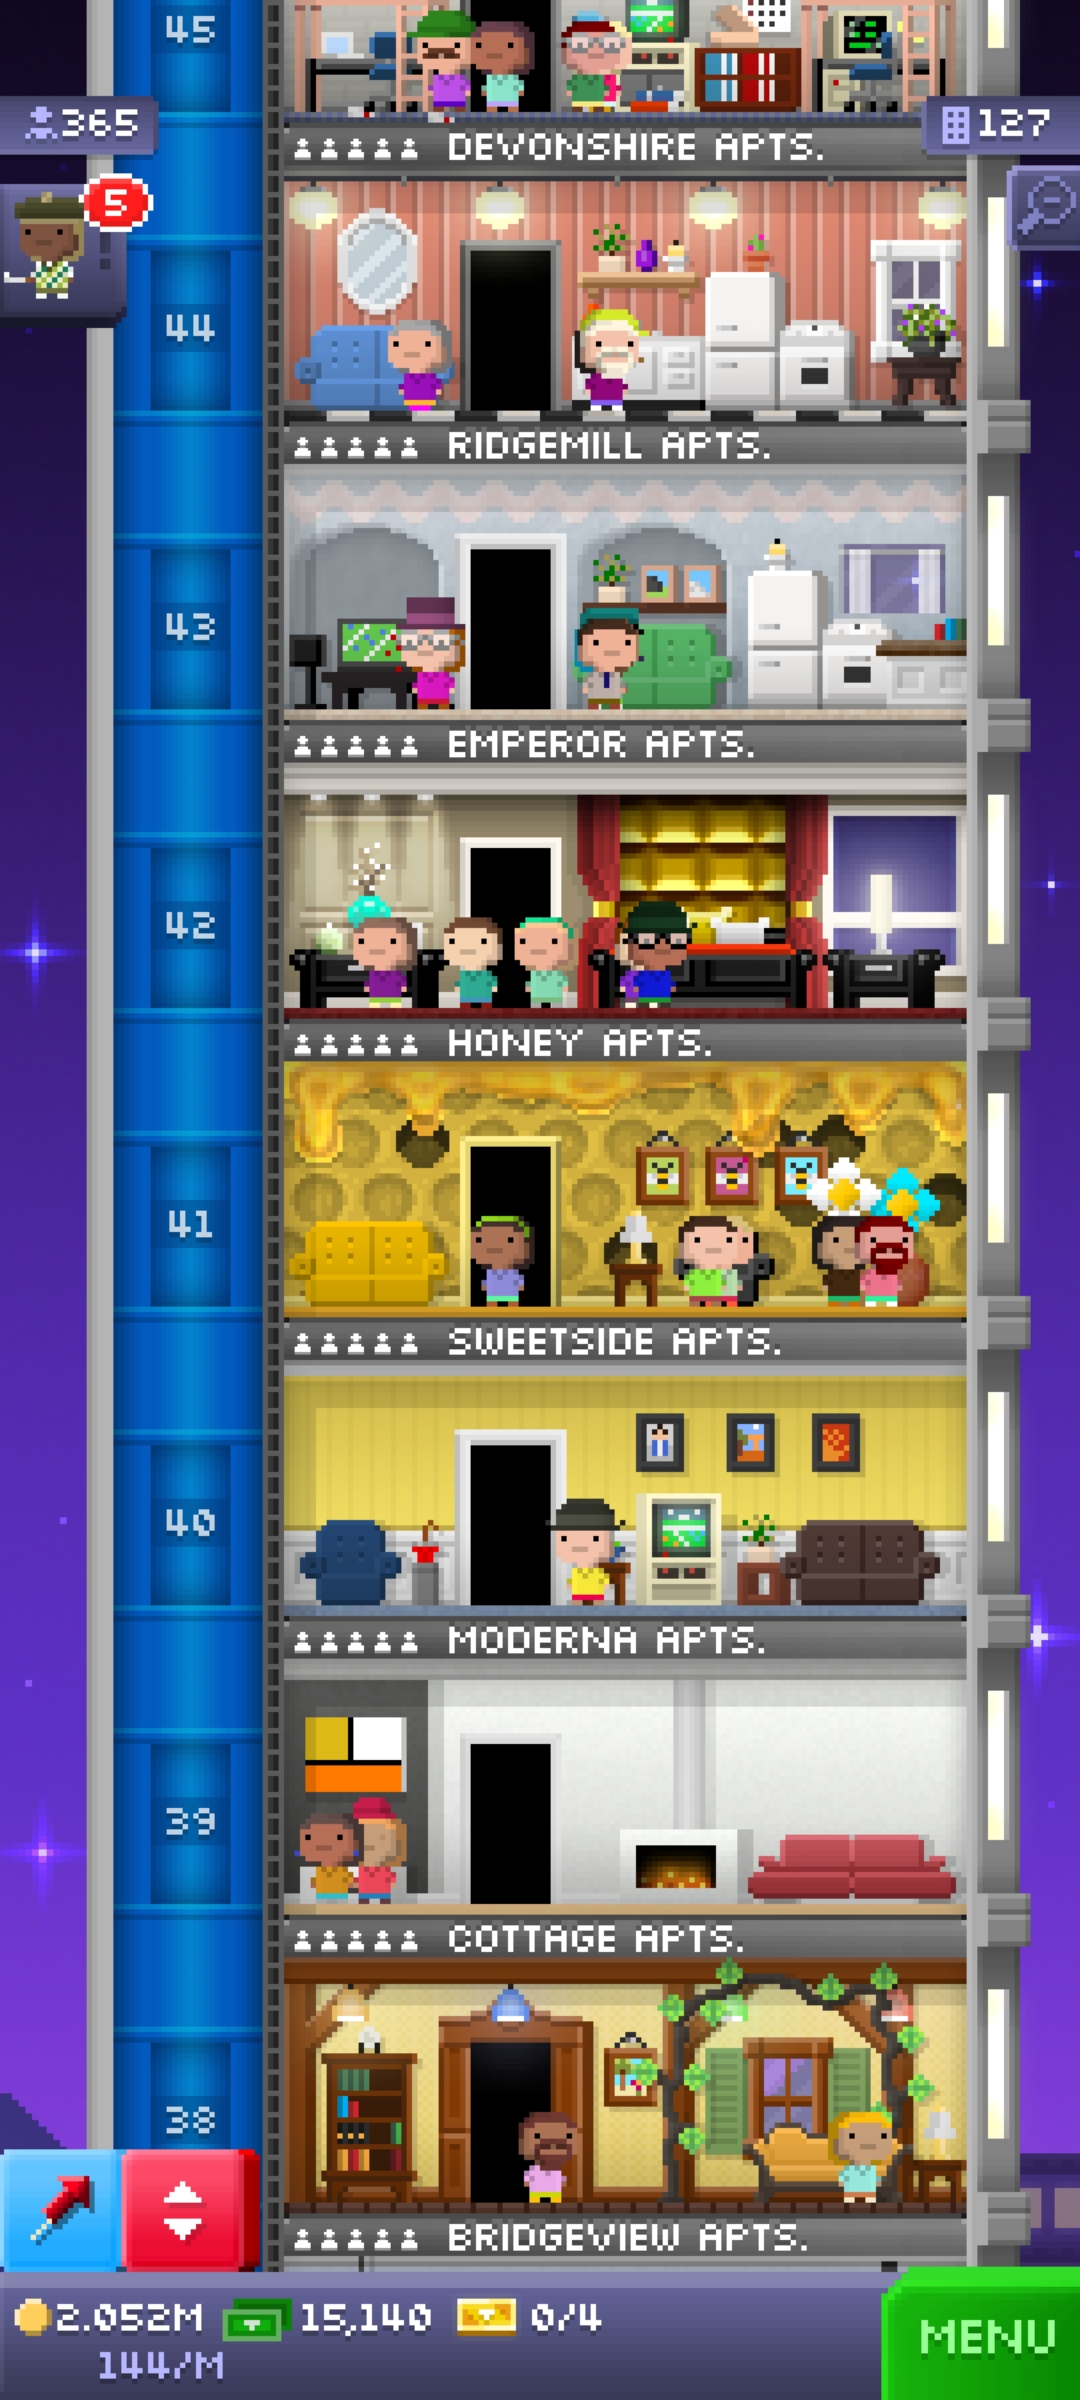 45
365
127
DEVONSHIRE APTS.
5
44
RIDGEMILL APTS.
43
EMPEROR APTS.
42
HONEY APTS.
41
SWEETSIDE APTS.
40
MODERNA APTS.
39
COTTAGE APTS.
38
BRIDGEVIEW APTS.
2.052M 15,140 0/4
144/M
MENU